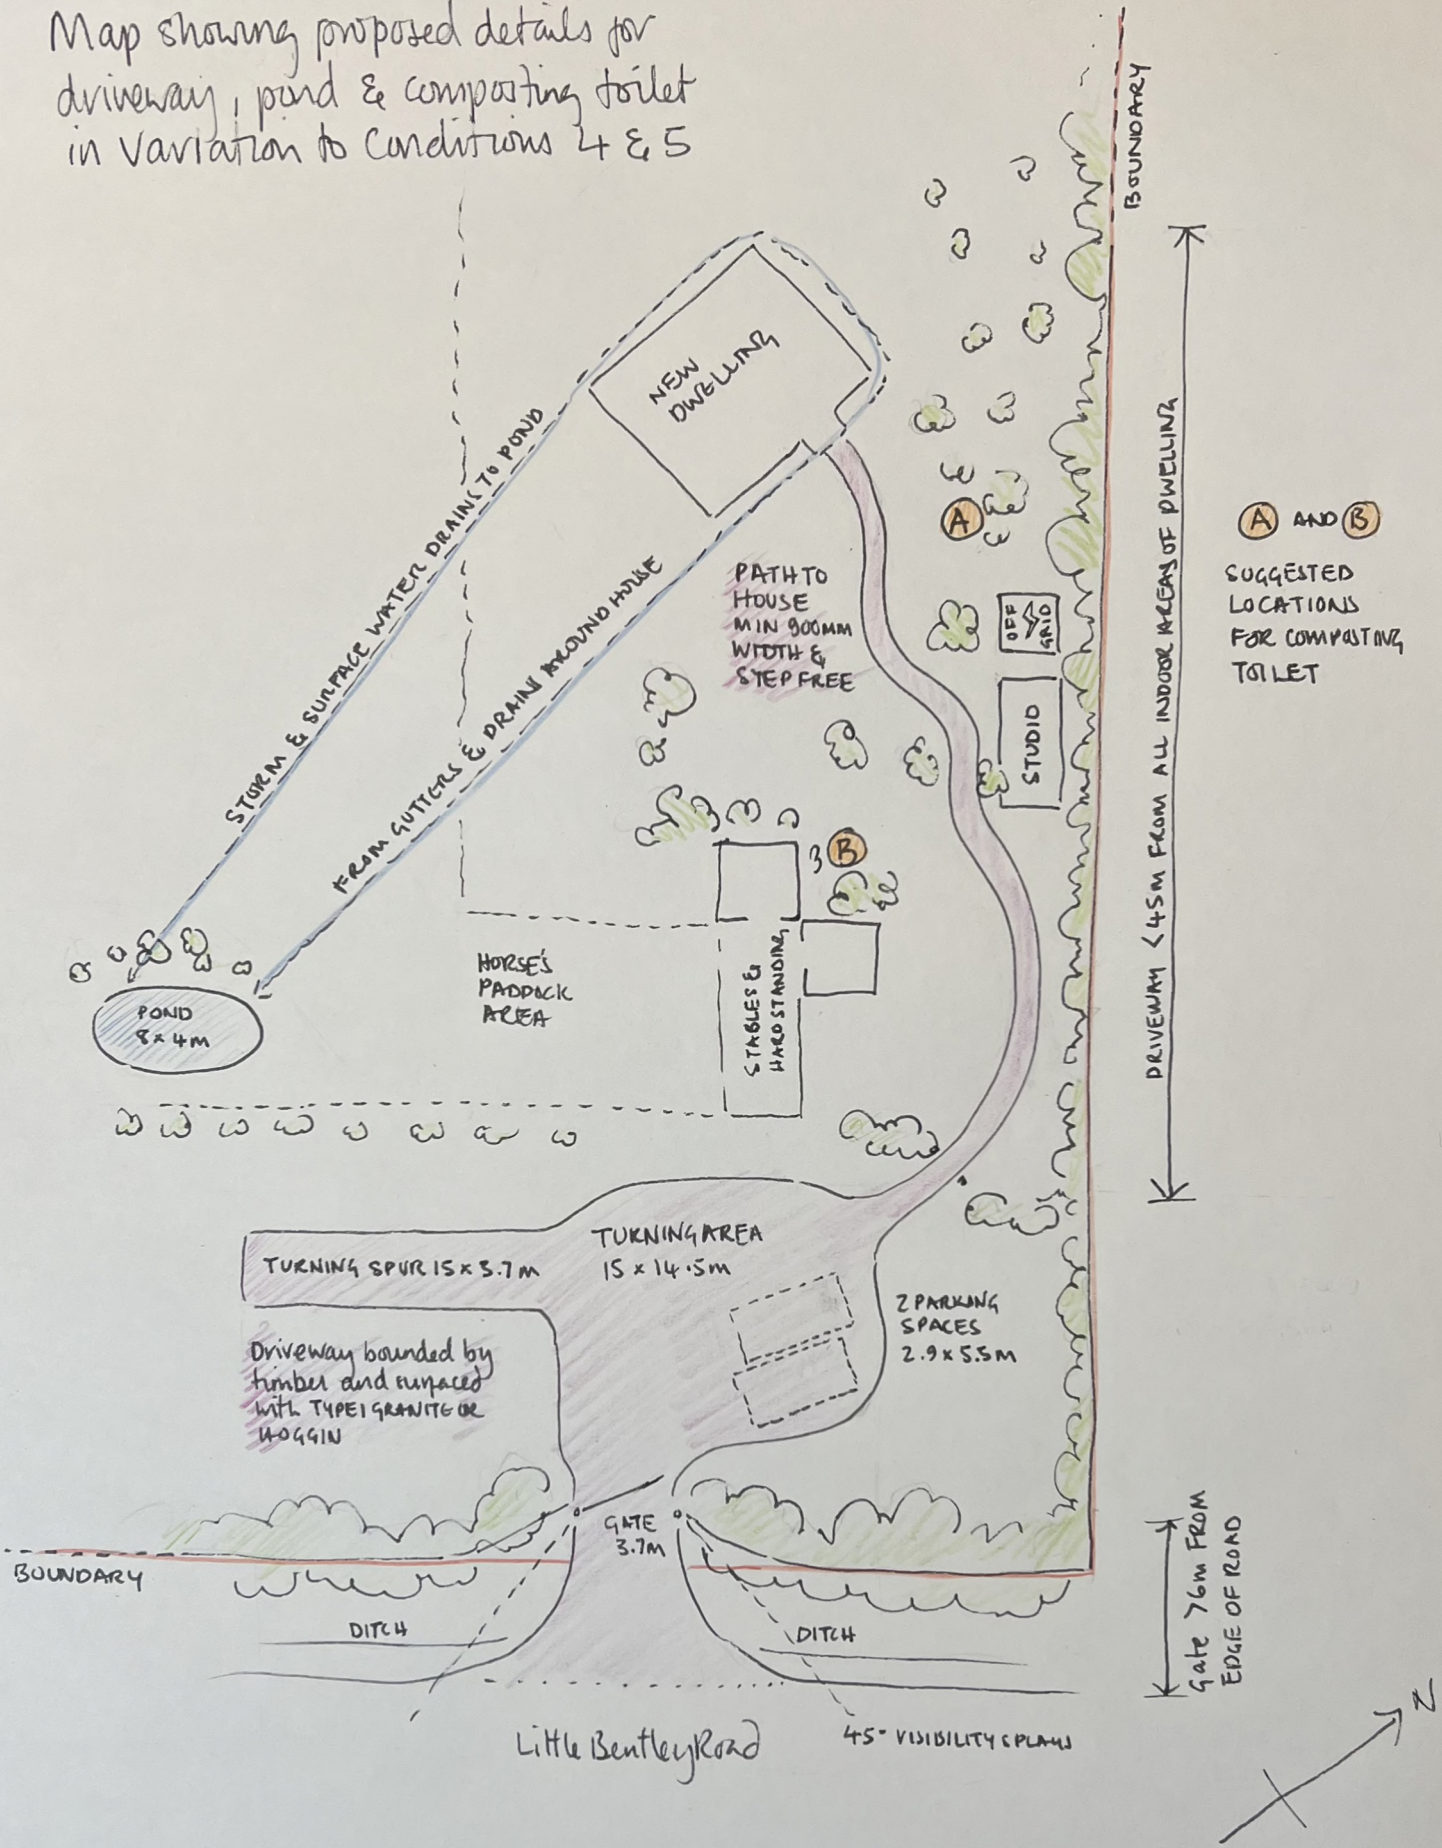 Map showing proposed details for
driveway, pond & composting toilet
in Variation to Conditions 4 & 5
BOUNDARY
NEW
DWELLING
STORM & SURFACE WATER DRAINS TO POND
FROM GUTTERS & DRAINS AROUND HOUSE
A
PATH TO
HOUSE
MIN 900MM
WIDTH &
STEP FREE
OFF
GRID
STUDIO
DRIVEWAY <45M FROM ALL INDOOR AREAS OF DWELLING
A AND B
SUGGESTED
LOCATIONS
FOR COMPOSTING
TOILET
B
HORSE'S
PADDOCK
AREA
STABLES &
HARDSTANDING
POND
8 x 4M
TURNING AREA
15 x 14.5M
TURNING SPUR 15 x 3.7M
2 PARKING
SPACES
2.9 x 5.5M
Driveway bounded by
timber and surfaced
with TYPE 1 GRANITE OR
HOGGIN
GATE
3.7M
BOUNDARY
DITCH
DITCH
Gate >6m FROM
EDGE OF ROAD
Little Bentley Road
45° VISIBILITY SPLAYS
N